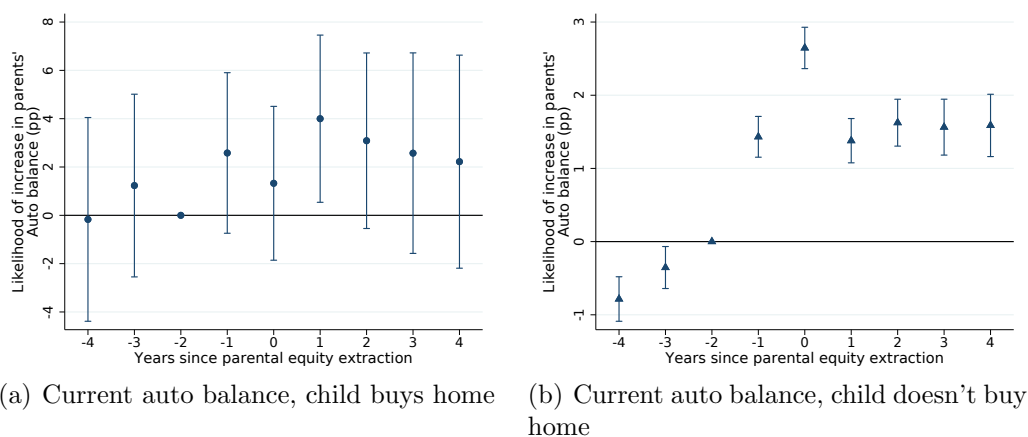 Likelihood of increase in parents'
Auto balance (pp)
8
6
4
2
0
-2
-4
-4 -3 -2 -1 0 1 2 3 4
Years since parental equity extraction
(a) Current auto balance, child buys home
Likelihood of increase in parents'
Auto balance (pp)
3
2
1
0
-1
-4 -3 -2 -1 0 1 2 3 4
Years since parental equity extraction
(b) Current auto balance, child doesn't buy
home